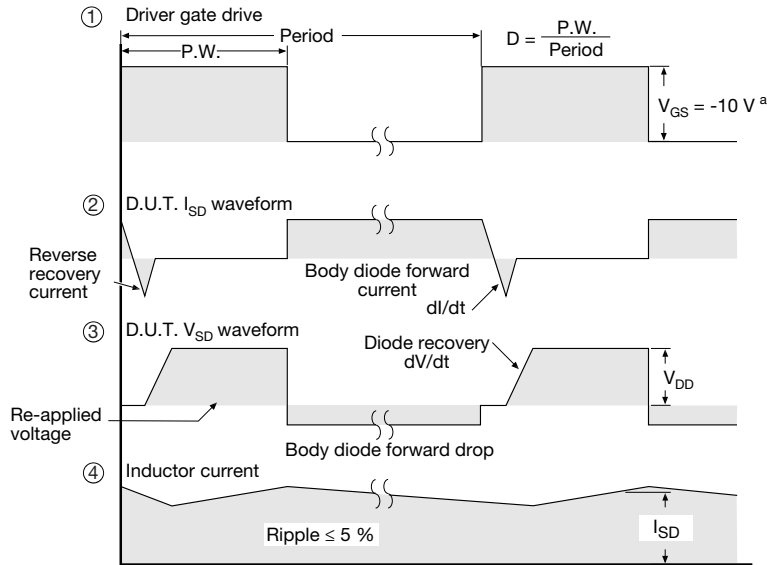 ① Driver gate drive
Period
P.W.
D = P.W. / Period
V_GS = -10 V ^a
② D.U.T. I_SD waveform
Reverse
recovery
current
Body diode forward
current
dI/dt
③ D.U.T. V_SD waveform
Diode recovery
dV/dt
V_DD
Re-applied
voltage
Body diode forward drop
④ Inductor current
Ripple ≤ 5 %
I_SD